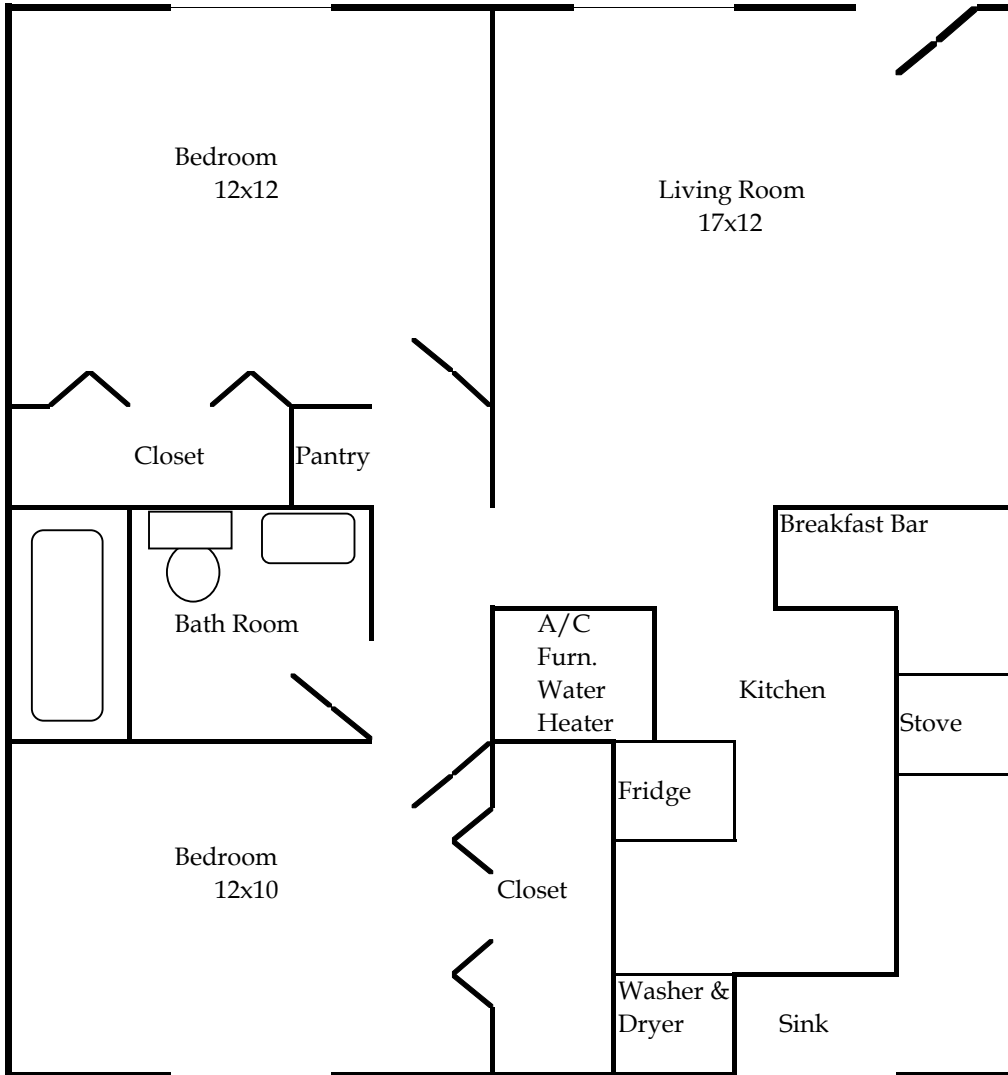 Bedroom
12x12
Living Room
17x12
Closet
Pantry
Breakfast Bar
Bath Room
A/C
Furn.
Water
Heater
Kitchen
Stove
Fridge
Bedroom
12x10
Closet
Washer &
Dryer
Sink